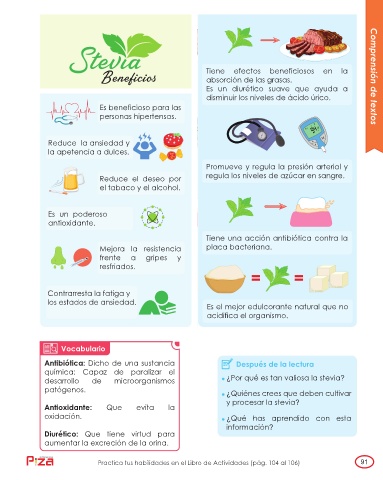 Stevia
Beneficios
Es beneficioso para las
personas hipertensas.
Reduce la ansiedad y
la apetencia a dulces.
Reduce el deseo por
el tabaco y el alcohol.
Es un poderoso
antioxidante.
Mejora la resistencia
frente a gripes y
resfriados.
Contrarresta la fatiga y
los estados de ansiedad.
Tiene efectos beneficiosos en la
absorción de las grasas.
Es un diurético suave que ayuda a
disminuir los niveles de ácido úrico.
Promueve y regula la presión arterial y
regula los niveles de azúcar en sangre.
Tiene una acción antibiótica contra la
placa bacteriana.
= =
Es el mejor edulcorante natural que no
acidifica el organismo.
Comprensión de textos
Vocabulario
Antibiótica: Dicho de una sustancia
química: Capaz de paralizar el
desarrollo de microorganismos
patógenos.
Antioxidante: Que evita la
oxidación.
Diurético: Que tiene virtud para
aumentar la excreción de la orina.
Después de la lectura
• ¿Por qué es tan valiosa la stevia?
• ¿Quiénes crees que deben cultivar
y procesar la stevia?
• ¿Qué has aprendido con esta
información?
Practica tus habilidades en el Libro de Actividades (pág. 104 al 106)
91